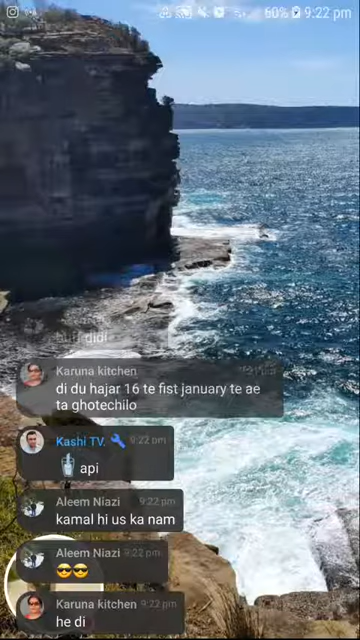 60% 9:22 pm
didi
Karuna kitchen
di du hajar 16 te fist january te ae
ta ghotechilo
Kashi TV. 9:22 pm
api
Aleem Niazi 9:22 pm
kamal hi us ka nam
Aleem Niazi 9:22 pm
😎😎
Karuna kitchen 9:22 pm
he di